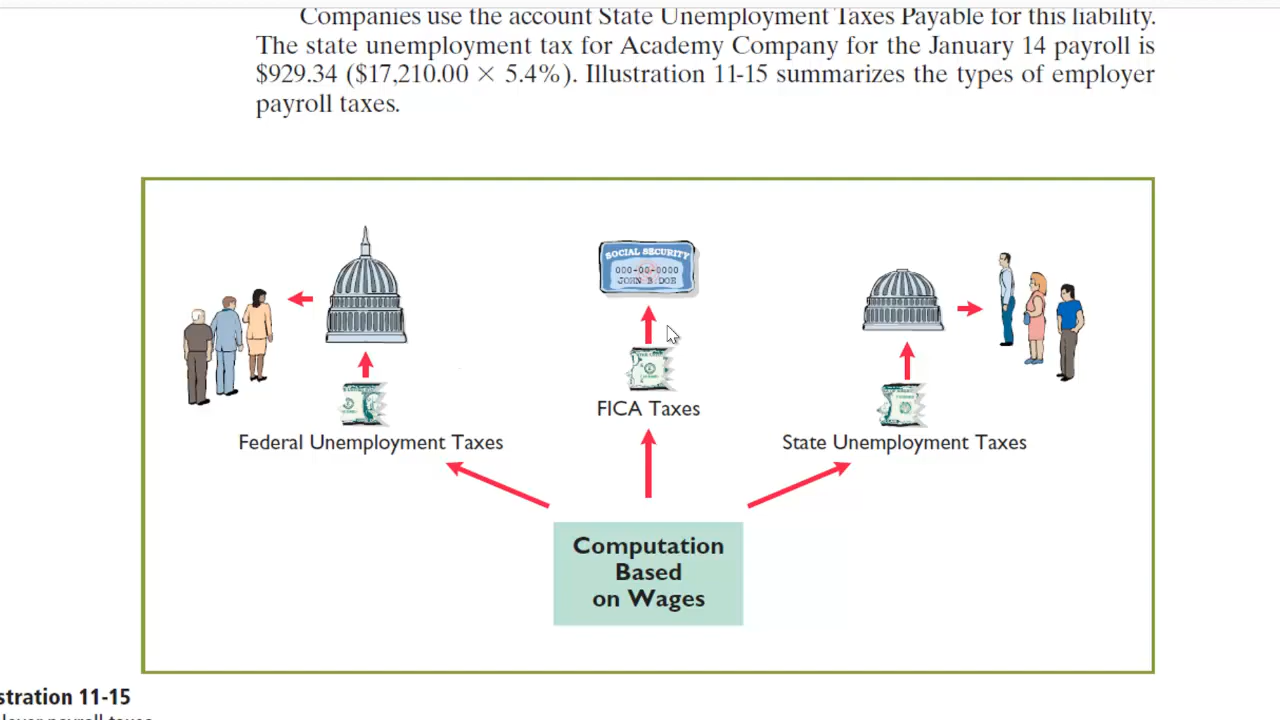 Companies use the account State Unemployment Taxes Payable for this liability.
The state unemployment tax for Academy Company for the January 14 payroll is
$929.34 ($17,210.00 × 5.4%). Illustration 11-15 summarizes the types of employer
payroll taxes.
SOCIAL SECURITY
000-00-0000
JOHN B DOE
FICA Taxes
Federal Unemployment Taxes
State Unemployment Taxes
Computation
Based
on Wages
stration 11-15